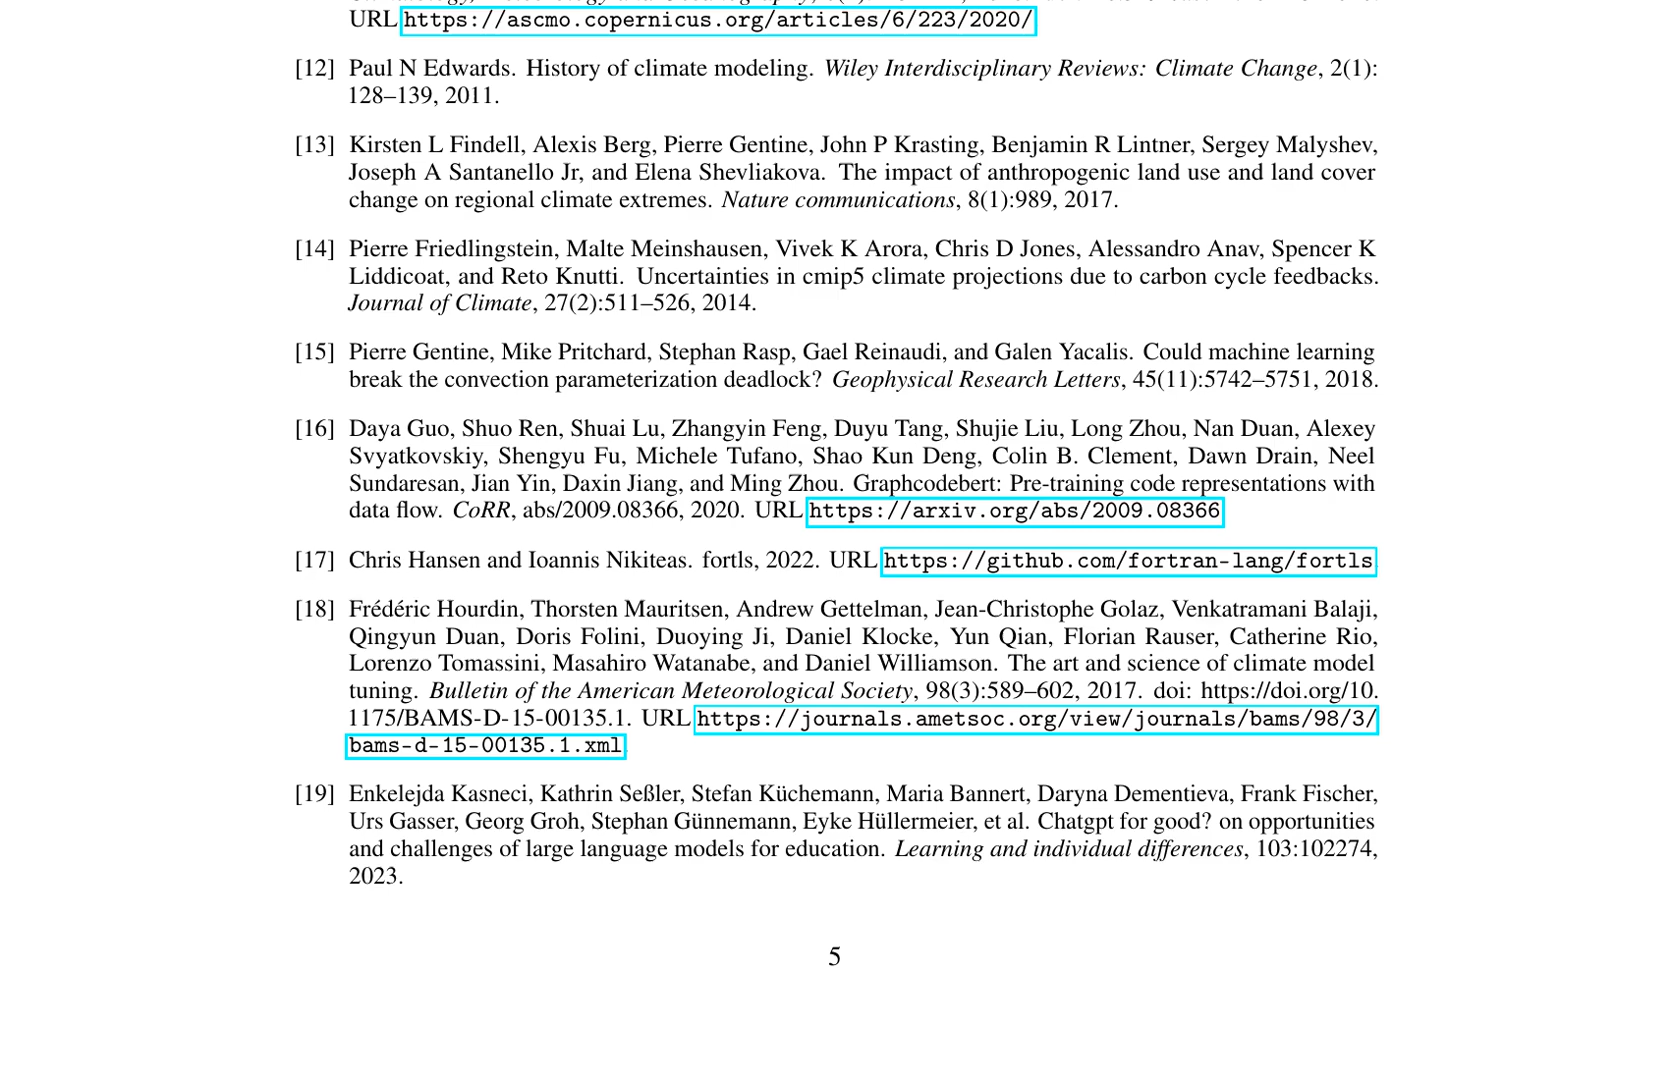 URL https://ascmo.copernicus.org/articles/6/223/2020/
[12] Paul N Edwards. History of climate modeling. Wiley Interdisciplinary Reviews: Climate Change, 2(1):
128–139, 2011.
[13] Kirsten L Findell, Alexis Berg, Pierre Gentine, John P Krasting, Benjamin R Lintner, Sergey Malyshev,
Joseph A Santanello Jr, and Elena Shevliakova. The impact of anthropogenic land use and land cover
change on regional climate extremes. Nature communications, 8(1):989, 2017.
[14] Pierre Friedlingstein, Malte Meinshausen, Vivek K Arora, Chris D Jones, Alessandro Anav, Spencer K
Liddicoat, and Reto Knutti. Uncertainties in cmip5 climate projections due to carbon cycle feedbacks.
Journal of Climate, 27(2):511–526, 2014.
[15] Pierre Gentine, Mike Pritchard, Stephan Rasp, Gael Reinaudi, and Galen Yacalis. Could machine learning
break the convection parameterization deadlock? Geophysical Research Letters, 45(11):5742–5751, 2018.
[16] Daya Guo, Shuo Ren, Shuai Lu, Zhangyin Feng, Duyu Tang, Shujie Liu, Long Zhou, Nan Duan, Alexey
Svyatkovskiy, Shengyu Fu, Michele Tufano, Shao Kun Deng, Colin B. Clement, Dawn Drain, Neel
Sundaresan, Jian Yin, Daxin Jiang, and Ming Zhou. Graphcodebert: Pre-training code representations with
data flow. CoRR, abs/2009.08366, 2020. URL https://arxiv.org/abs/2009.08366
[17] Chris Hansen and Ioannis Nikiteas. fortls, 2022. URL https://github.com/fortran-lang/fortls
[18] Frédéric Hourdin, Thorsten Mauritsen, Andrew Gettelman, Jean-Christophe Golaz, Venkatramani Balaji,
Qingyun Duan, Doris Folini, Duoying Ji, Daniel Klocke, Yun Qian, Florian Rauser, Catherine Rio,
Lorenzo Tomassini, Masahiro Watanabe, and Daniel Williamson. The art and science of climate model
tuning. Bulletin of the American Meteorological Society, 98(3):589–602, 2017. doi: https://doi.org/10.
1175/BAMS-D-15-00135.1. URL https://journals.ametsoc.org/view/journals/bams/98/3/
bams-d-15-00135.1.xml
[19] Enkelejda Kasneci, Kathrin Seßler, Stefan Küchemann, Maria Bannert, Daryna Dementieva, Frank Fischer,
Urs Gasser, Georg Groh, Stephan Günnemann, Eyke Hüllermeier, et al. Chatgpt for good? on opportunities
and challenges of large language models for education. Learning and individual differences, 103:102274,
2023.
5